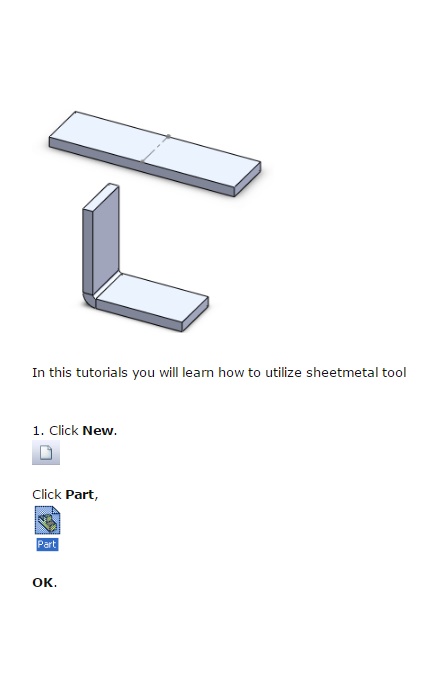 In this tutorials you will learn how to utilize sheetmetal tool
1. Click New.
Click Part,
Part
OK.